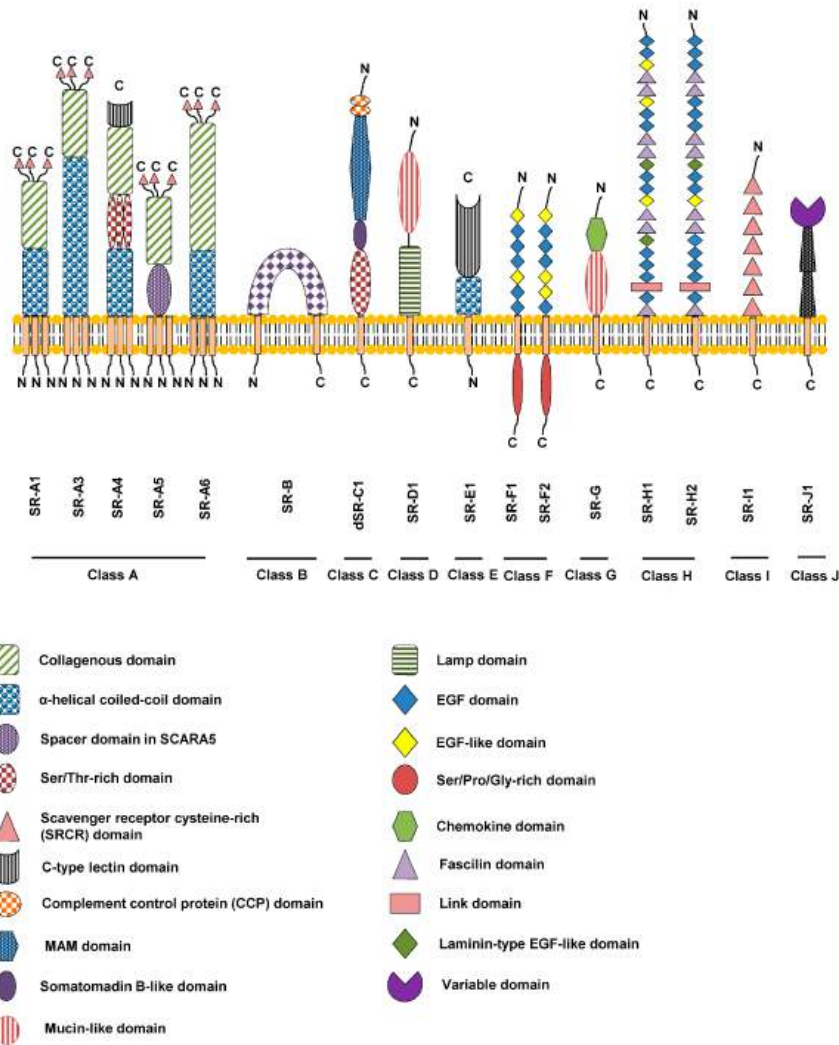 N N
C C C
C
N
C C C
N
C C C
C
N
N
C C C
N N
N
N N N N N N N N N N N N N N N
N C C C N C C C C C
C C
SR-A1
SR-A3
SR-A4
SR-A5
SR-A6
SR-B
dSR-C1
SR-D1
SR-E1
SR-F1
SR-F2
SR-G
SR-H1
SR-H2
SR-I1
SR-J1
Class A
Class B
Class C
Class D
Class E
Class F
Class G
Class H
Class I
Class J
Collagenous domain
α-helical coiled-coil domain
Spacer domain in SCARA5
Ser/Thr-rich domain
Scavenger receptor cysteine-rich
(SRCR) domain
C-type lectin domain
Complement control protein (CCP) domain
MAM domain
Somatomadin B-like domain
Mucin-like domain
Lamp domain
EGF domain
EGF-like domain
Ser/Pro/Gly-rich domain
Chemokine domain
Fascilin domain
Link domain
Laminin-type EGF-like domain
Variable domain